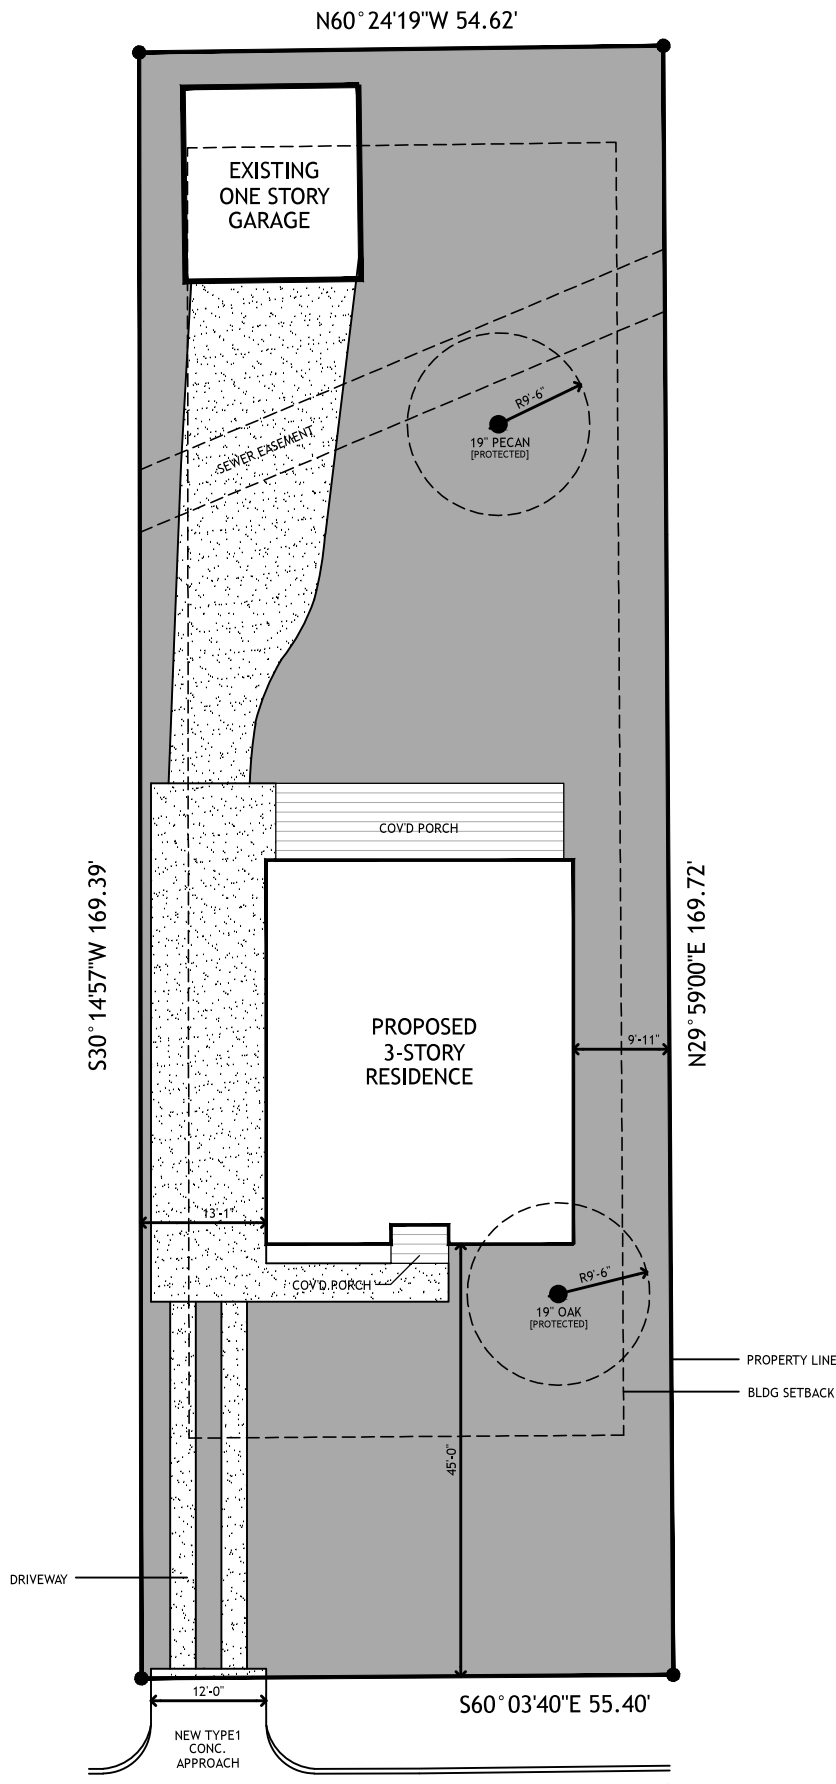 N60°24'19"W 54.62'
EXISTING
ONE STORY
GARAGE
R9'-6"
19" PECAN
[PROTECTED]
SEWER EASEMENT
COV'D PORCH
S30°14'57"W 169.39'
N29°59'00"E 169.72'
PROPOSED
3-STORY
RESIDENCE
9'-11"
13'-1"
COV'D PORCH
R9'-6"
19" OAK
[PROTECTED]
PROPERTY LINE
BLDG SETBACK
45'-0"
DRIVEWAY
12'-0"
S60°03'40"E 55.40'
NEW TYPE1
CONC.
APPROACH